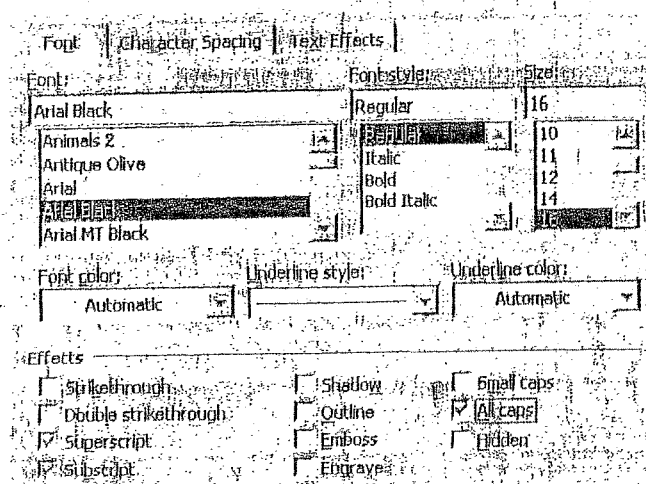 Font Character Spacing Text Effects
Font: Font style: Size:
Arial Black Regular 16
Animals 2 Regular 10
Antique Olive Italic 11
Arial Bold 12
Arial Black Bold Italic 14
Arial MT Black 16
Font color: Underline style: Underline color:
Automatic Automatic
Effects
Strikethrough Shadow Small caps
Double strikethrough Outline All caps
Superscript Emboss Hidden
Subscript Engrave